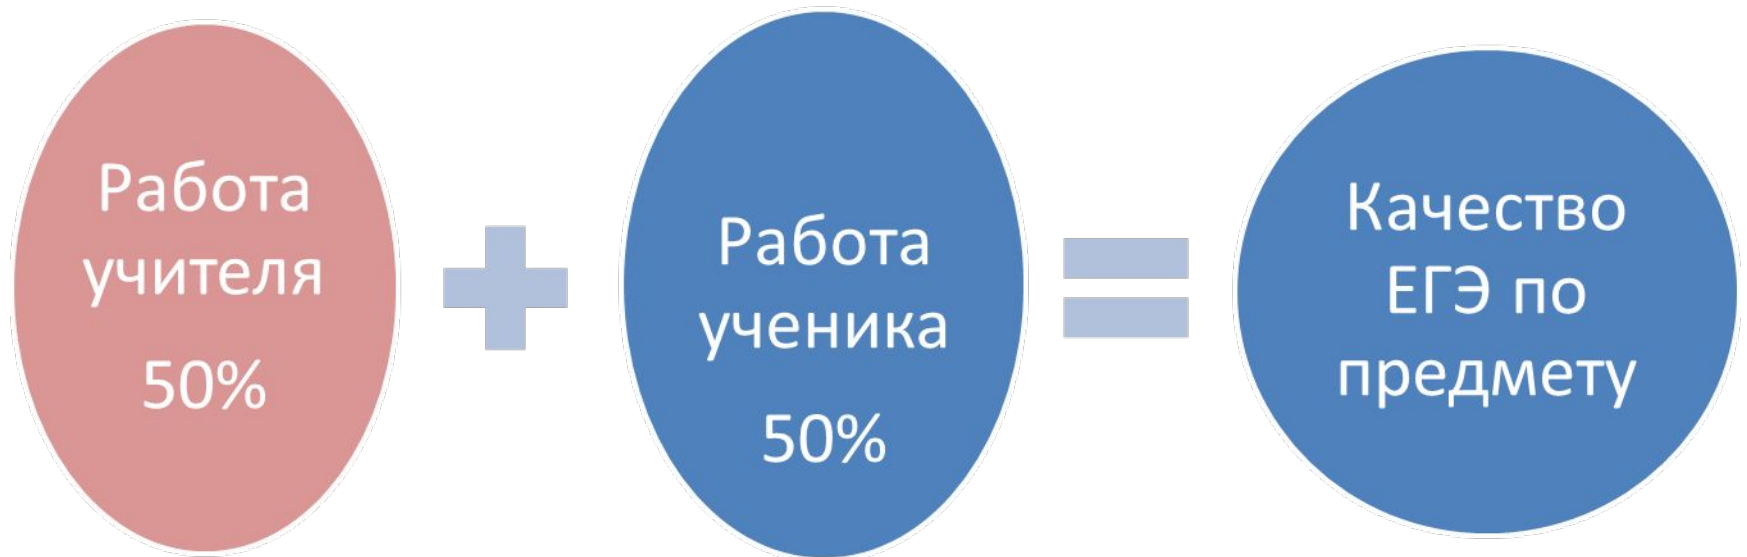 Работа
учителя
50%
Работа
ученика
50%
Качество
ЕГЭ по
предмету